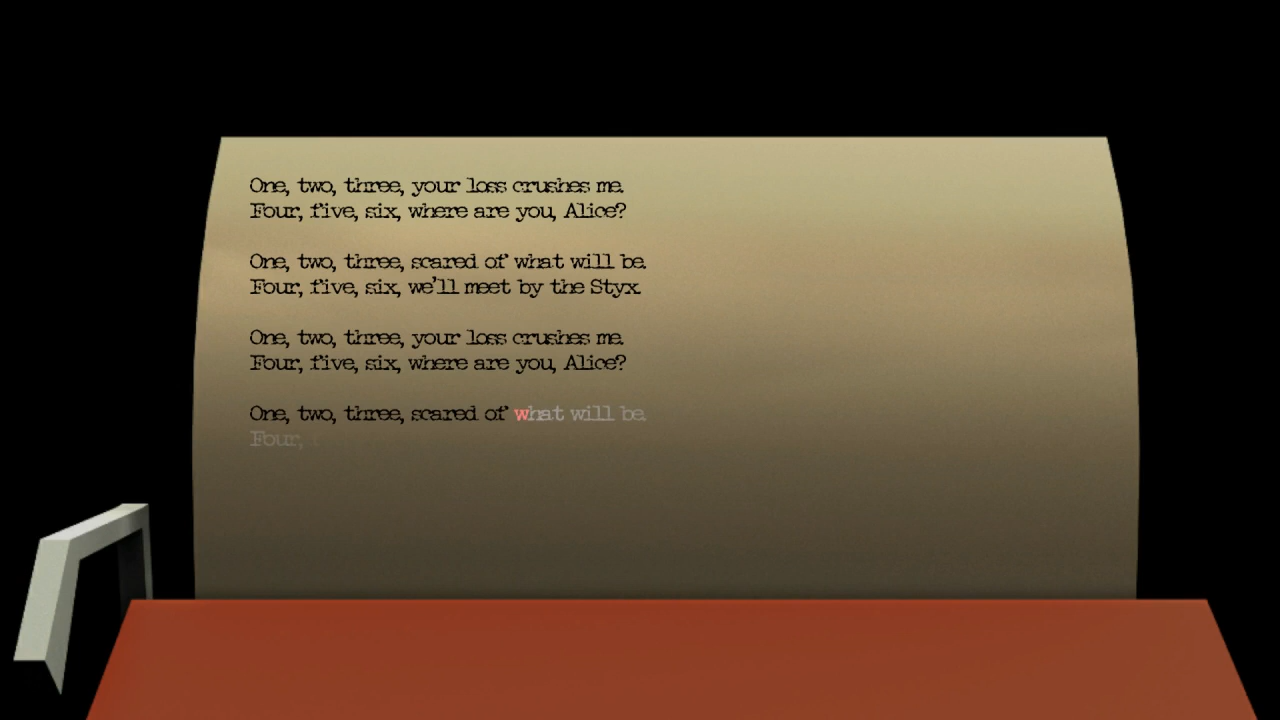 One, two, three, your loss crushes me.
Four, five, six, where are you, Alice?
One, two, three, scared of what will be.
Four, five, six, we'll meet by the Styx.
One, two, three, your loss crushes me.
Four, five, six, where are you, Alice?
One, two, three, scared of what will be.
Four,